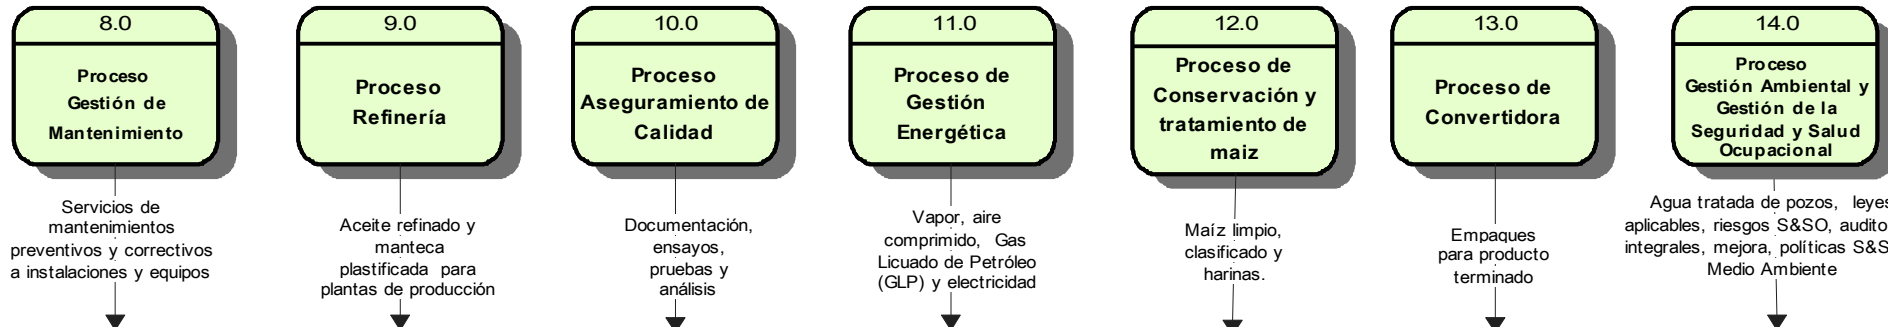 8.0
Proceso
Gestión de
Mantenimiento
Servicios de
mantenimientos
preventivos y correctivos
a instalaciones y equipos
9.0
Proceso
Refinería
Aceite refinado y
manteca
plastificada para
plantas de producción
10.0
Proceso
Aseguramiento de
Calidad
Documentación,
ensayos,
pruebas y
análisis
11.0
Proceso de
Gestión
Energética
Vapor, aire
comprimido, Gas
Licuado de Petróleo
(GLP) y electricidad
12.0
Proceso de
Conservación y
tratamiento de
maiz
Maíz limpio,
clasificado y
harinas.
13.0
Proceso de
Convertidora
Empaques
para producto
terminado
14.0
Proceso
Gestión Ambiental y
Gestión de la
Seguridad y Salud
Ocupacional
Agua tratada de pozos, leyes
aplicables, riesgos S&SO,
integrales, mejora, políticas
Medio Ambiente